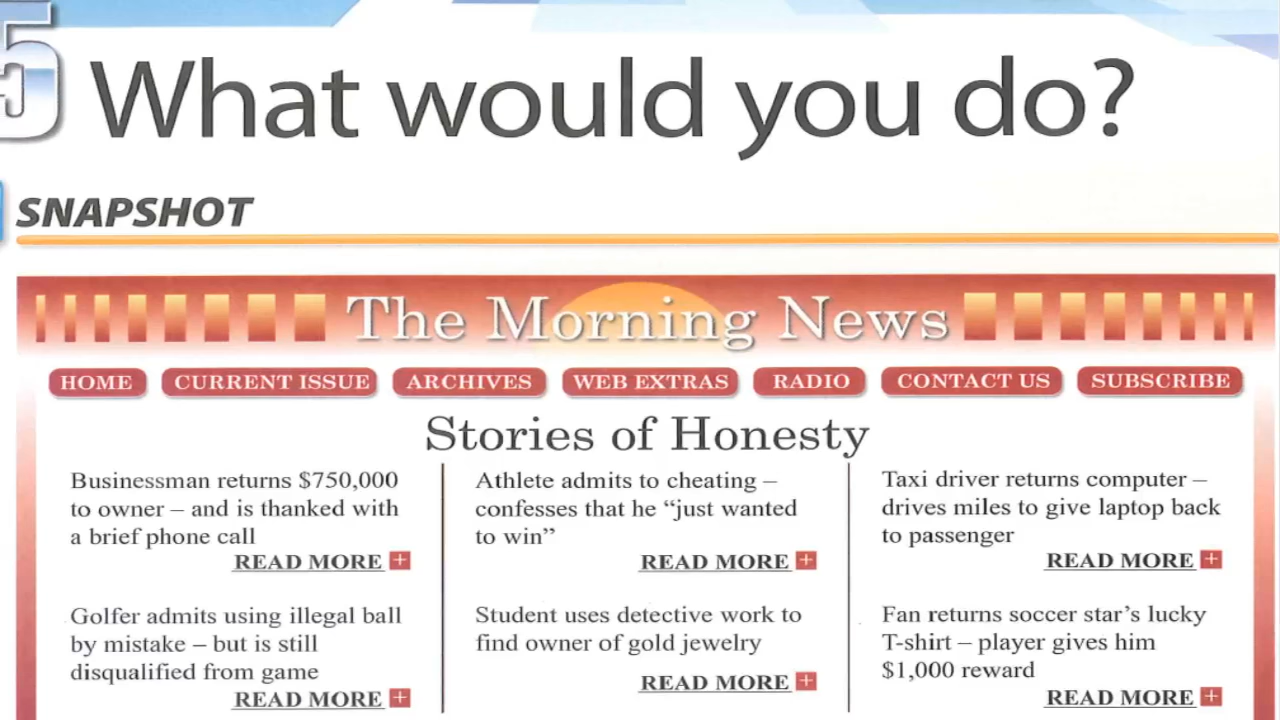 5
What would you do?
SNAPSHOT
The Morning News
HOME CURRENT ISSUE ARCHIVES WEB EXTRAS RADIO CONTACT US SUBSCRIBE
Stories of Honesty
Businessman returns $750,000
to owner – and is thanked with
a brief phone call
READ MORE +
Golfer admits using illegal ball
by mistake – but is still
disqualified from game
READ MORE +
Athlete admits to cheating –
confesses that he “just wanted
to win”
READ MORE +
Student uses detective work to
find owner of gold jewelry
READ MORE +
Taxi driver returns computer –
drives miles to give laptop back
to passenger
READ MORE +
Fan returns soccer star’s lucky
T-shirt – player gives him
$1,000 reward
READ MORE +